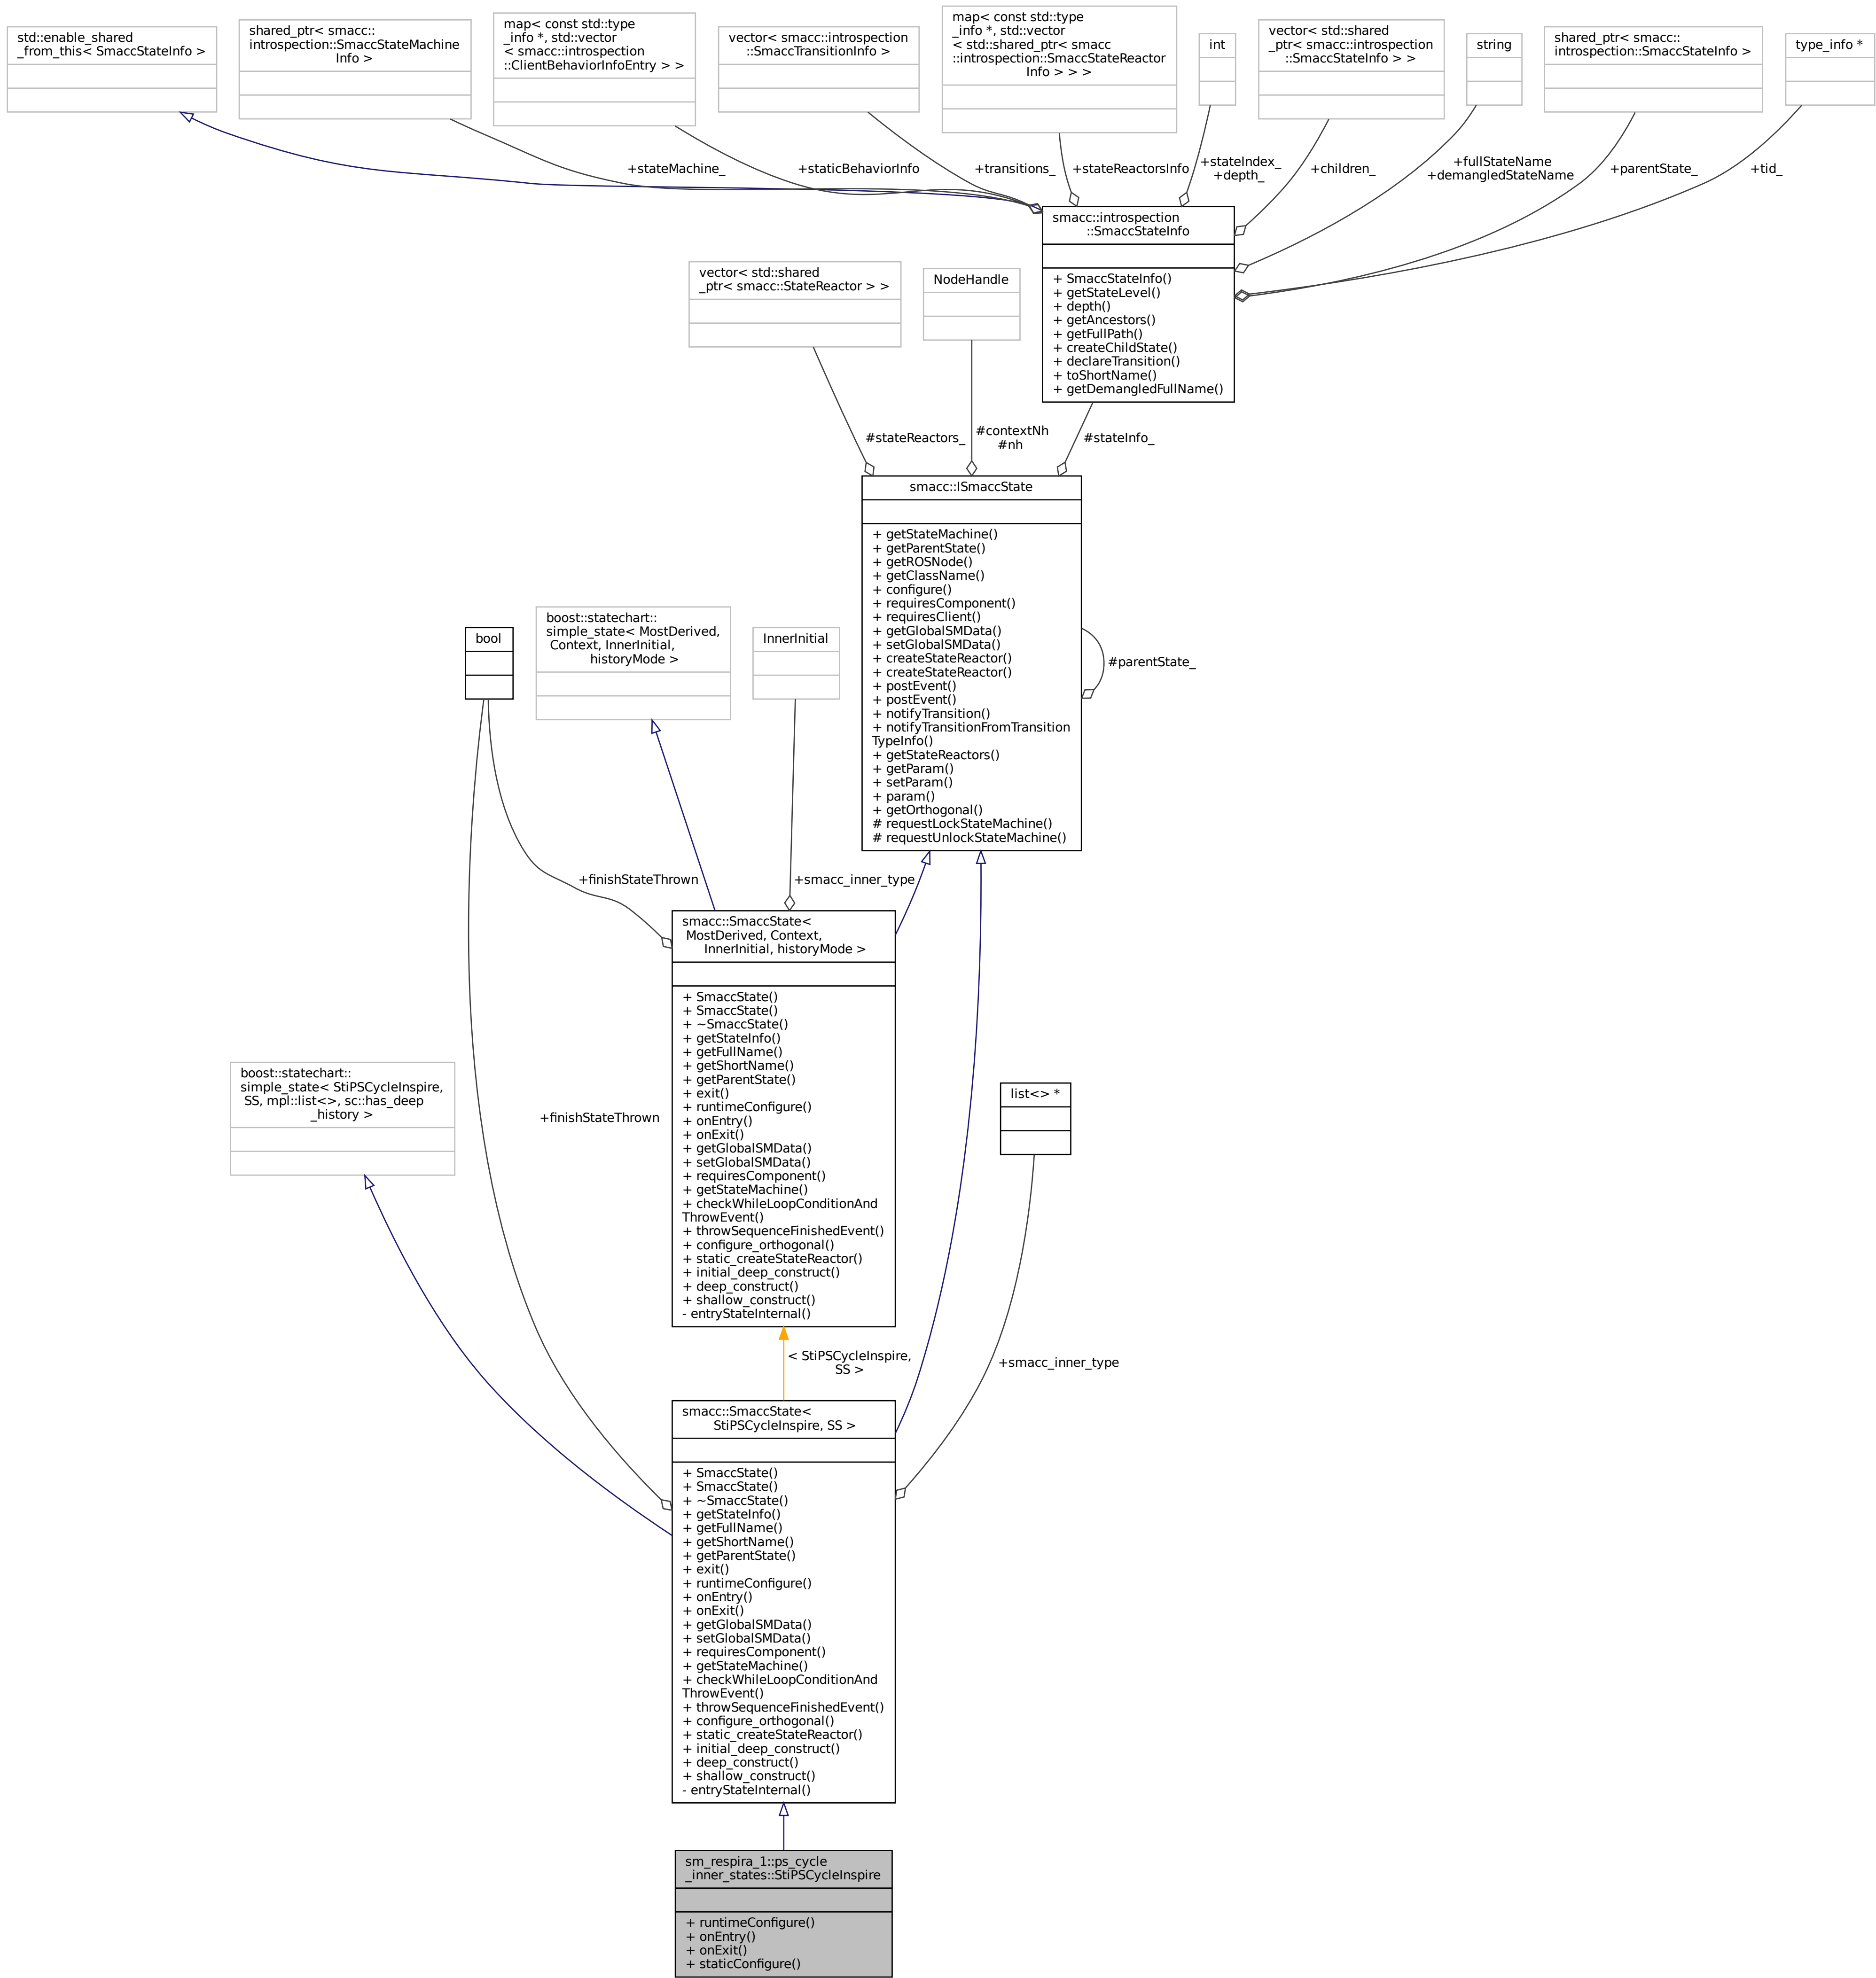 std::enable_shared
_from_this< SmaccStateInfo >
shared_ptr< smacc::
introspection::SmaccStateMachine
Info >
map< const std::type
_info *, std::vector
< smacc::introspection
::ClientBehaviorInfoEntry > >
vector< smacc::introspection
::SmaccTransitionInfo >
map< const std::type
_info *, std::vector
< std::shared_ptr< smacc
::introspection::SmaccStateReactor
Info > > >
int
vector< std::shared
_ptr< smacc::introspection
::SmaccStateInfo > >
string
shared_ptr< smacc::
introspection::SmaccStateInfo >
type_info *
+stateMachine_
+staticBehaviorInfo
+transitions_
+stateReactorsInfo
+stateIndex_
+depth_
+children_
+fullStateName
+demangledStateName
+parentState_
+tid_
smacc::introspection
::SmaccStateInfo
+ SmaccStateInfo()
+ getStateLevel()
+ depth()
+ getAncestors()
+ getFullPath()
+ createChildState()
+ declareTransition()
+ toShortName()
+ getDemangledFullName()
vector< std::shared
_ptr< smacc::StateReactor > >
NodeHandle
#stateReactors_
#contextNh
#nh
#stateInfo_
smacc::ISmaccState
+ getStateMachine()
+ getParentState()
+ getROSNode()
+ getClassName()
+ configure()
+ requiresComponent()
+ requiresClient()
+ getGlobalSMData()
+ setGlobalSMData()
+ createStateReactor()
+ createStateReactor()
+ postEvent()
+ postEvent()
+ notifyTransition()
+ notifyTransitionFromTransition
TypeInfo()
+ getStateReactors()
+ getParam()
+ setParam()
+ param()
+ getOrthogonal()
# requestLockStateMachine()
# requestUnlockStateMachine()
#parentState_
bool
boost::statechart::
simple_state< MostDerived,
Context, InnerInitial,
historyMode >
InnerInitial
+finishStateThrown
+smacc_inner_type
smacc::SmaccState<
MostDerived, Context,
InnerInitial, historyMode >
+ SmaccState()
+ SmaccState()
+ ~SmaccState()
+ getStateInfo()
+ getFullName()
+ getShortName()
+ getParentState()
+ exit()
+ runtimeConfigure()
+ onEntry()
+ onExit()
+ getGlobalSMData()
+ setGlobalSMData()
+ requiresComponent()
+ getStateMachine()
+ checkWhileLoopConditionAnd
ThrowEvent()
+ throwSequenceFinishedEvent()
+ configure_orthogonal()
+ static_createStateReactor()
+ initial_deep_construct()
+ deep_construct()
+ shallow_construct()
- entryStateInternal()
boost::statechart::
simple_state< StiPSCycleInspire,
SS, mpl::list<>, sc::has_deep
_history >
+finishStateThrown
list<> *
< StiPSCycleInspire,
SS >
+smacc_inner_type
smacc::SmaccState<
StiPSCycleInspire, SS >
+ SmaccState()
+ SmaccState()
+ ~SmaccState()
+ getStateInfo()
+ getFullName()
+ getShortName()
+ getParentState()
+ exit()
+ runtimeConfigure()
+ onEntry()
+ onExit()
+ getGlobalSMData()
+ setGlobalSMData()
+ requiresComponent()
+ getStateMachine()
+ checkWhileLoopConditionAnd
ThrowEvent()
+ throwSequenceFinishedEvent()
+ configure_orthogonal()
+ static_createStateReactor()
+ initial_deep_construct()
+ deep_construct()
+ shallow_construct()
- entryStateInternal()
sm_respira_1::ps_cycle
_inner_states::StiPSCycleInspire
+ runtimeConfigure()
+ onEntry()
+ onExit()
+ staticConfigure()